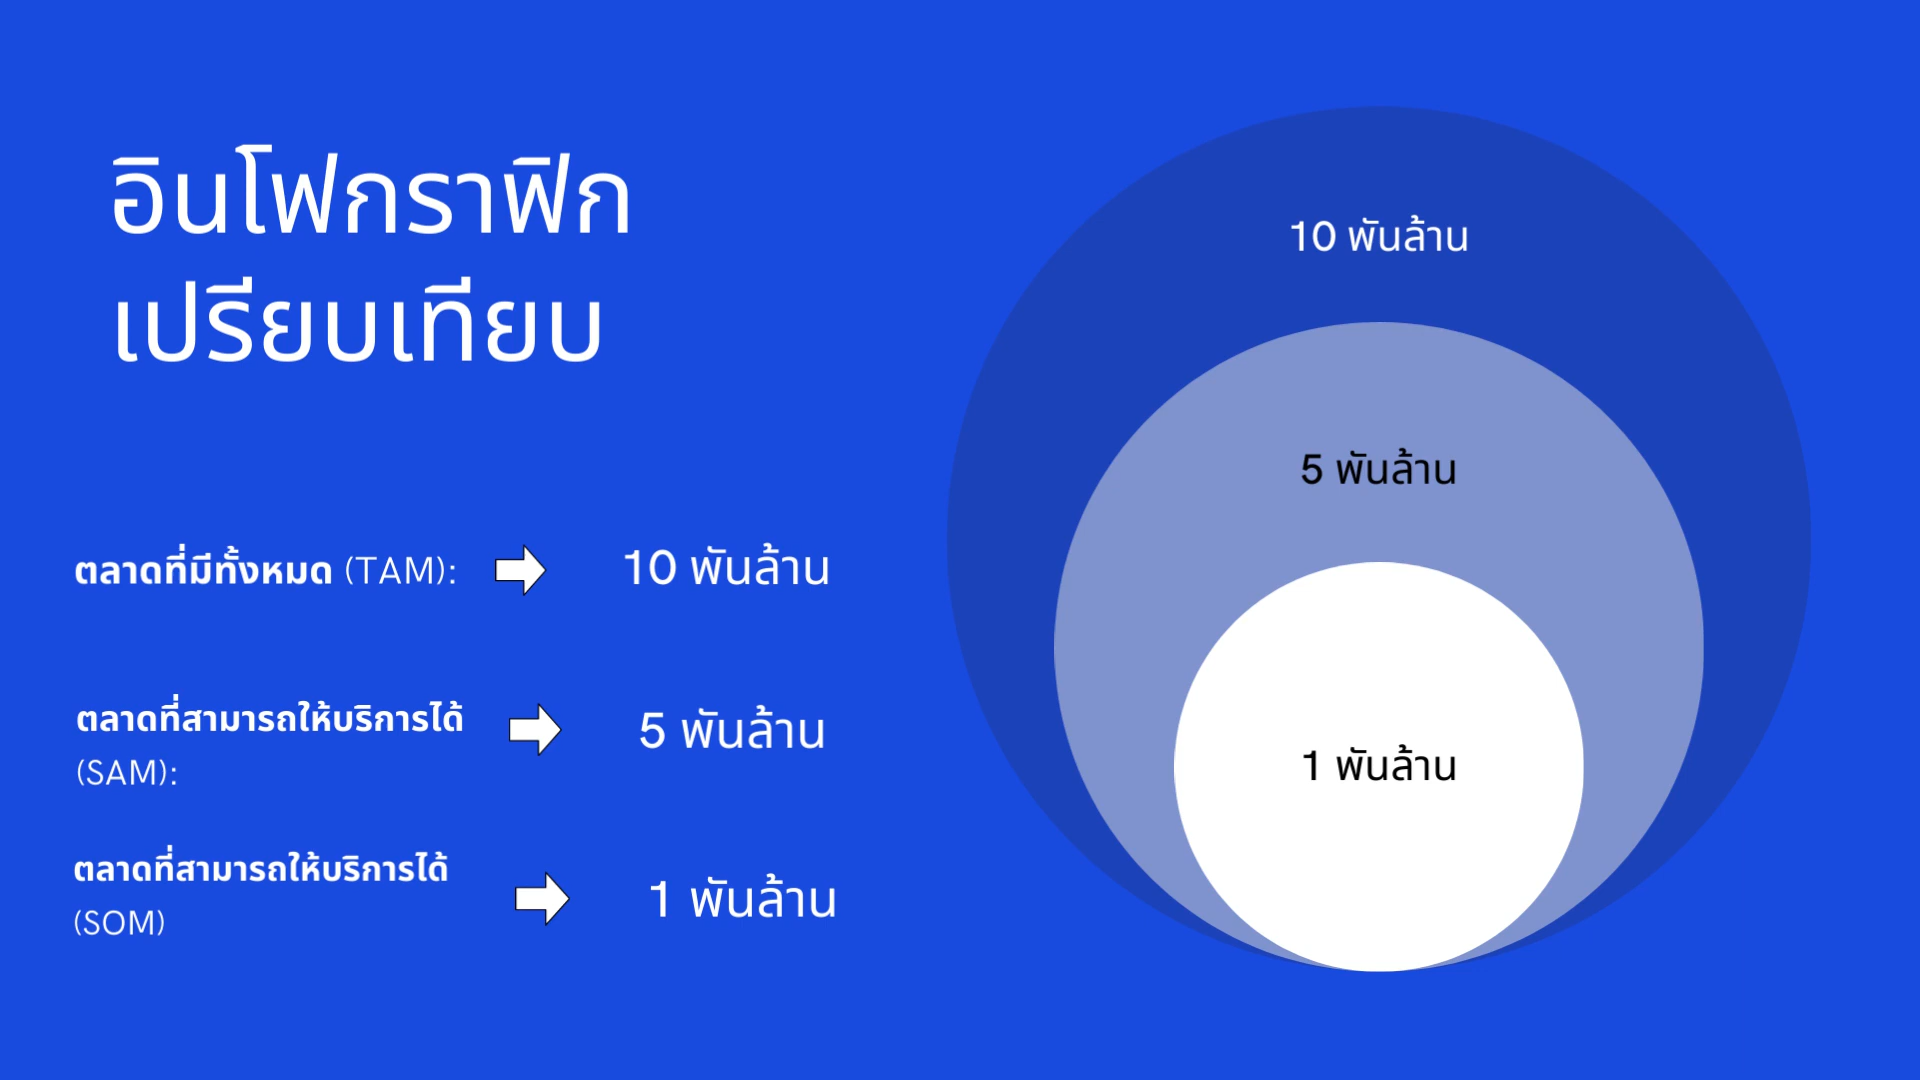 อินโฟกราฟิก
เปรียบเทียบ
ตลาดที่มีทั้งหมด (TAM):
10 พันล้าน
ตลาดที่สามารถให้บริการได้
(SAM):
5 พันล้าน
ตลาดที่สามารถให้บริการได้
(SOM)
1 พันล้าน
10 พันล้าน
5 พันล้าน
1 พันล้าน